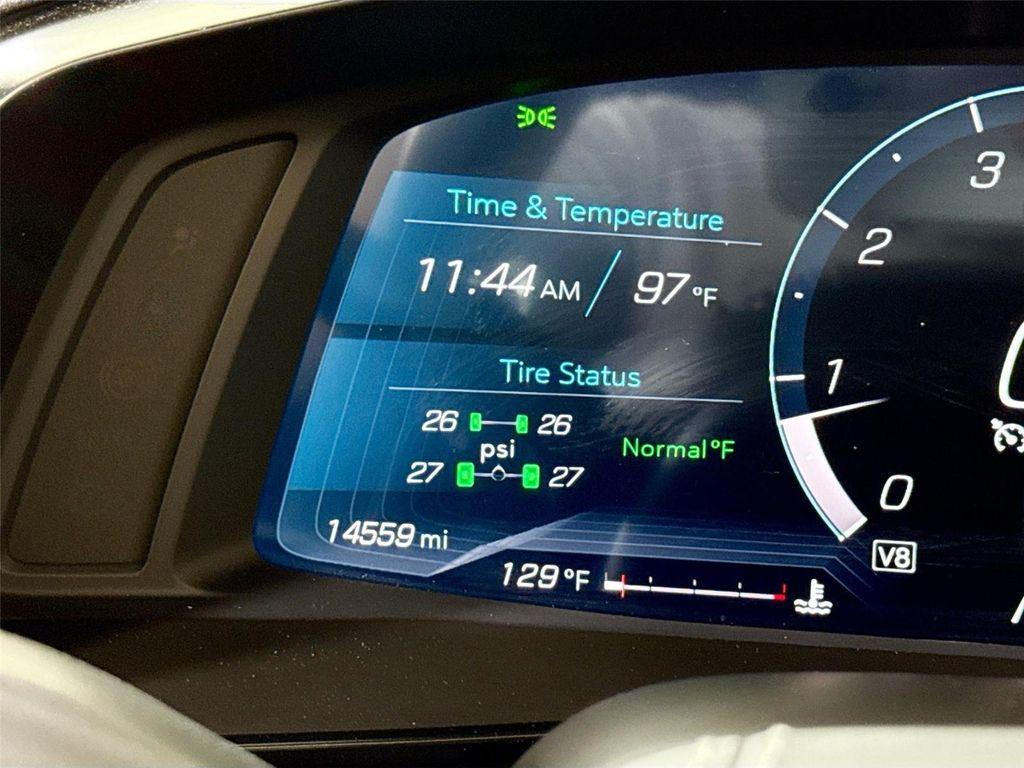 Time & Temperature
11:44 AM / 97 °F
Tire Status
26 26
psi
Normal °F
27 27
14559 mi
129 °F
3
2
1
0
V8